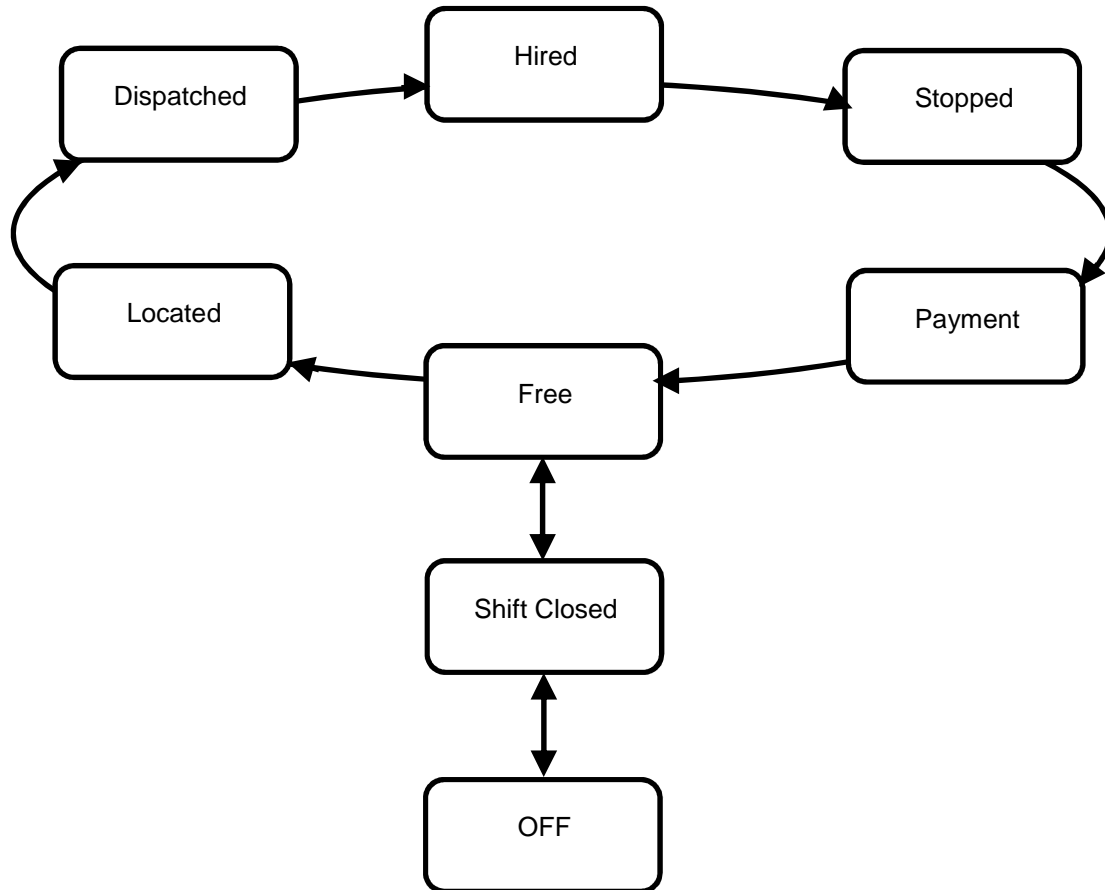 Hired
Dispatched
Stopped
Located
Payment
Free
Shift Closed
OFF